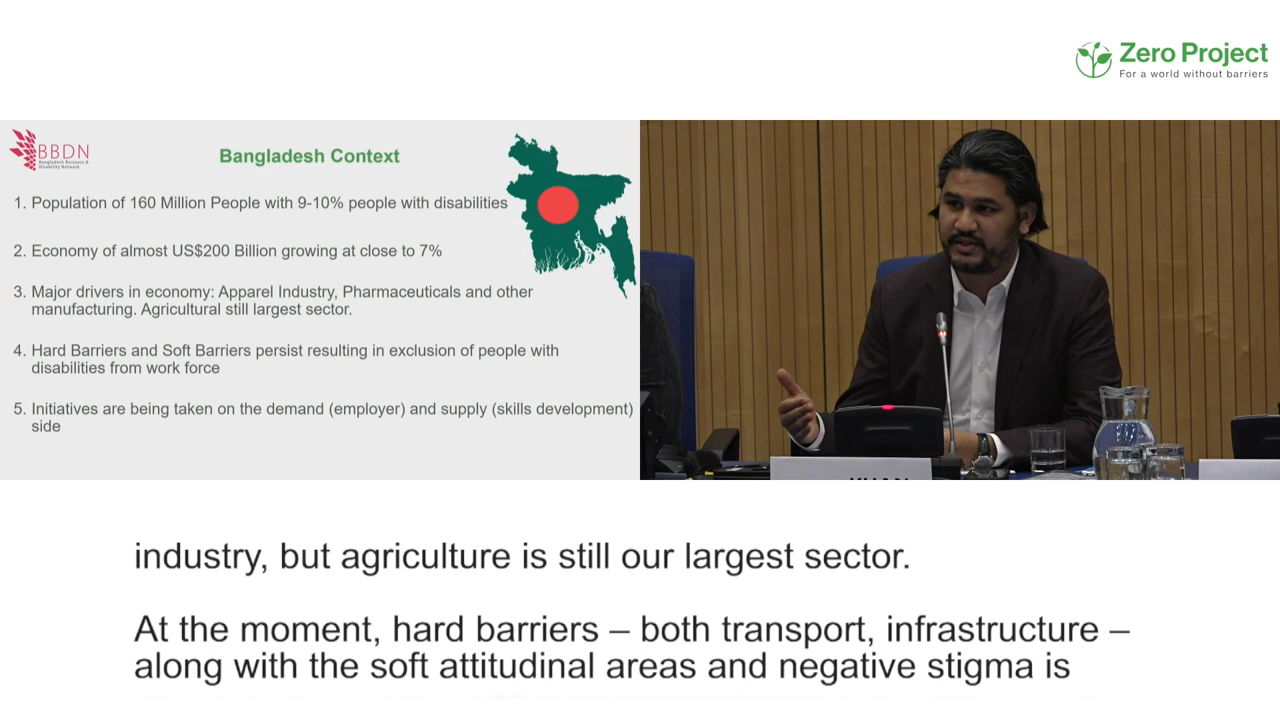 Zero Project
For a world without barriers
BBDN
Bangladesh Business &
Disability Network
Bangladesh Context
1. Population of 160 Million People with 9-10% people with disabilities
2. Economy of almost US$200 Billion growing at close to 7%
3. Major drivers in economy: Apparel Industry, Pharmaceuticals and other
manufacturing. Agricultural still largest sector.
4. Hard Barriers and Soft Barriers persist resulting in exclusion of people with
disabilities from work force
5. Initiatives are being taken on the demand (employer) and supply (skills development)
side
KHAN
industry, but agriculture is still our largest sector.
At the moment, hard barriers – both transport, infrastructure –
along with the soft attitudinal areas and negative stigma is